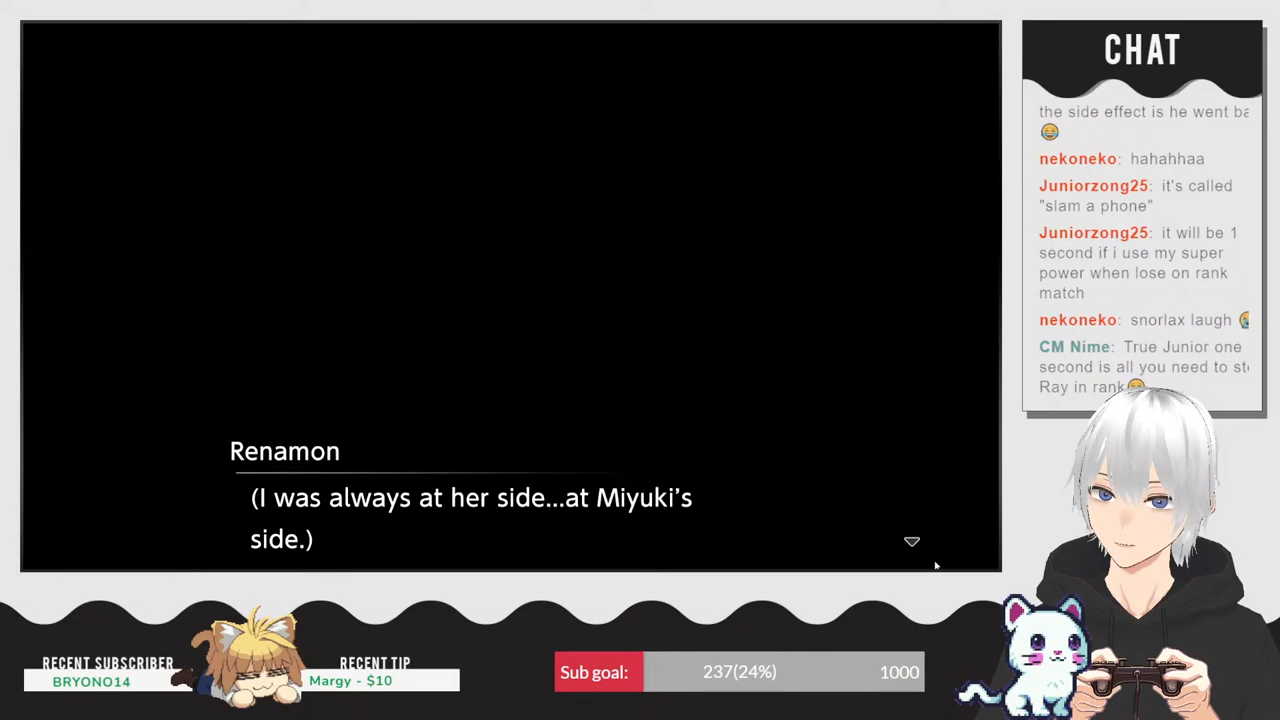 CHAT
the side effect is he went ba
😂
nekoneko: hahahhaa
Juniorzong25: it's called
"slam a phone"
Juniorzong25: it will be 1
second if i use my super
power when lose on rank
match
nekoneko: snorlax laugh
CM Nime: True Junior one
second is all you need to st
Ray in rank😂
Renamon
(I was always at her side...at Miyuki's
side.)
RECENT SUBSCRIBER
BRYONO14
RECENT TIP
Margy - $10
Sub goal: 237(24%) 1000